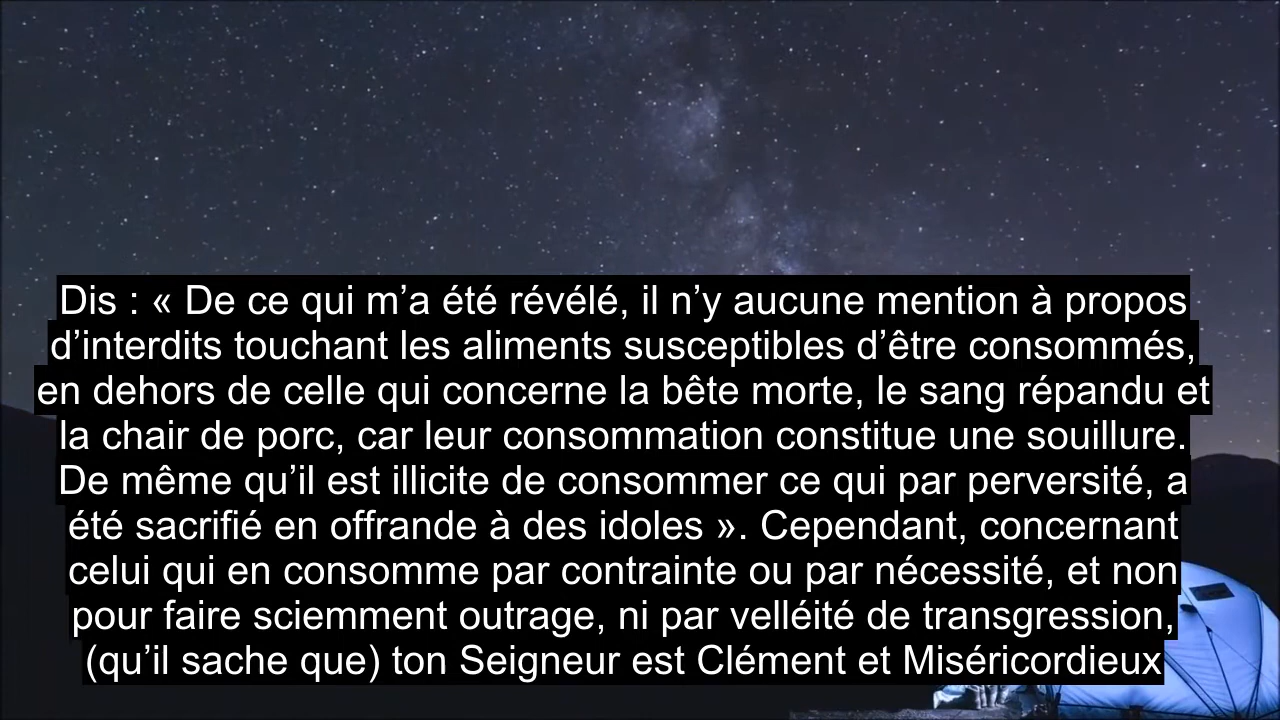 Dis : « De ce qui m’a été révélé, il n’y aucune mention à propos
d’interdits touchant les aliments susceptibles d’être consommés,
en dehors de celle qui concerne la bête morte, le sang répandu et
la chair de porc, car leur consommation constitue une souillure.
De même qu’il est illicite de consommer ce qui par perversité, a
été sacrifié en offrande à des idoles ». Cependant, concernant
celui qui en consomme par contrainte ou par nécessité, et non
pour faire sciemment outrage, ni par velléité de transgression,
(qu’il sache que) ton Seigneur est Clément et Miséricordieux